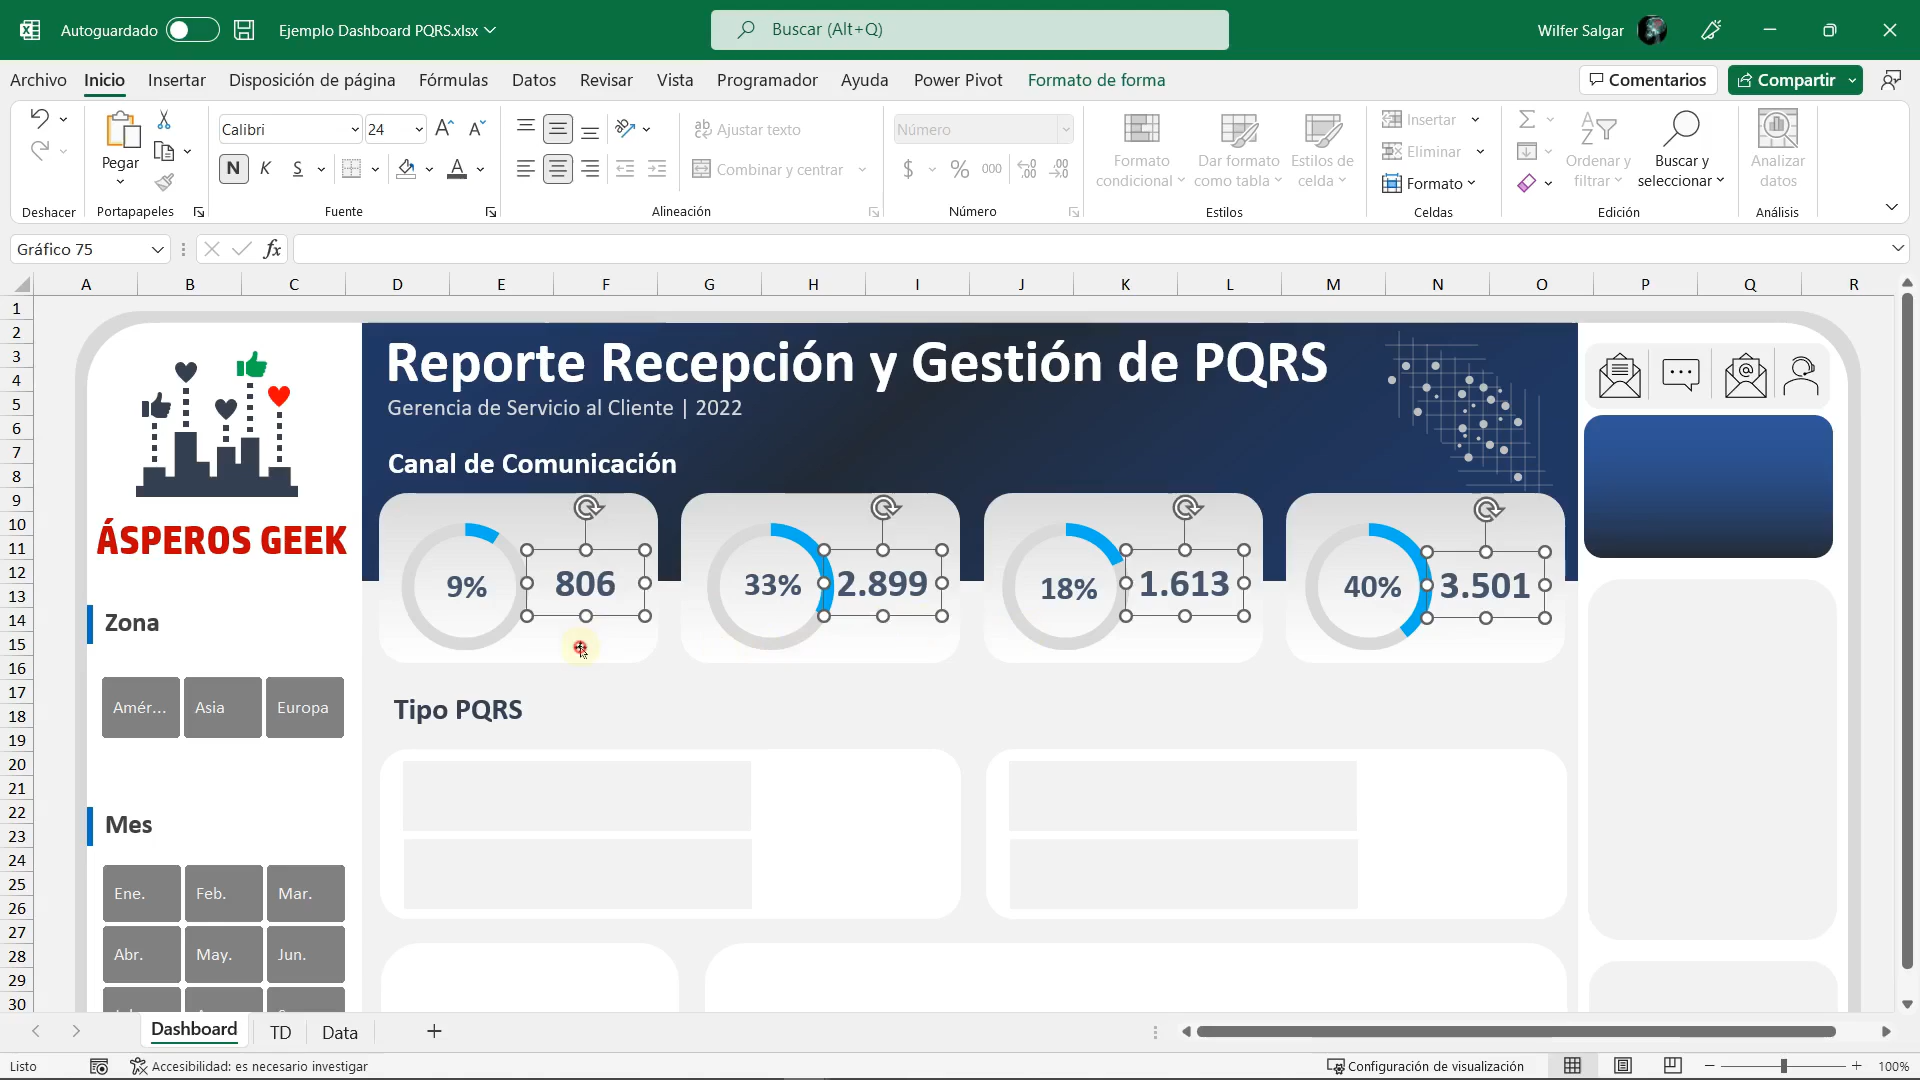 Autoguardado
Ejemplo Dashboard PQRS.xlsx
Buscar (Alt+Q)
Wilfer Salgar
Archivo Inicio Insertar Disposición de página Fórmulas Datos Revisar Vista Programador Ayuda Power Pivot Formato de forma
Comentarios
Compartir
Deshacer
Pegar
Portapapeles
Calibri
24
N K S
Fuente
Ajustar texto
Combinar y centrar
Alineación
Número
$ % 000
Número
Formato condicional
Dar formato como tabla
Estilos de celda
Estilos
Insertar
Eliminar
Formato
Celdas
Ordenar y filtrar
Buscar y seleccionar
Edición
Analizar datos
Análisis
Gráfico 75
fx
A B C D E F G H I J K L M N O P Q R
1
2
3
4
5
6
7
8
9
10
11
12
13
14
15
16
17
18
19
20
21
22
23
24
25
26
27
28
29
30
ÁSPEROS GEEK
Zona
Amér... Asia Europa
Mes
Ene. Feb. Mar.
Abr. May. Jun.
Reporte Recepción y Gestión de PQRS
Gerencia de Servicio al Cliente | 2022
Canal de Comunicación
9% 806
33% 2.899
18% 1.613
40% 3.501
Tipo PQRS
Dashboard TD Data
Listo
Accesibilidad: es necesario investigar
Configuración de visualización
100%